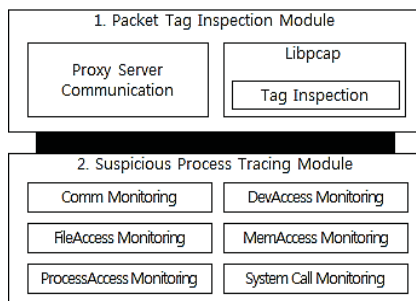 1. Packet Tag Inspection Module
Proxy Server
Communication
Libpcap
Tag Inspection
2. Suspicious Process Tracing Module
Comm Monitoring
DevAccess Monitoring
FileAccess Monitoring
MemAccess Monitoring
ProcessAccess Monitoring
System Call Monitoring